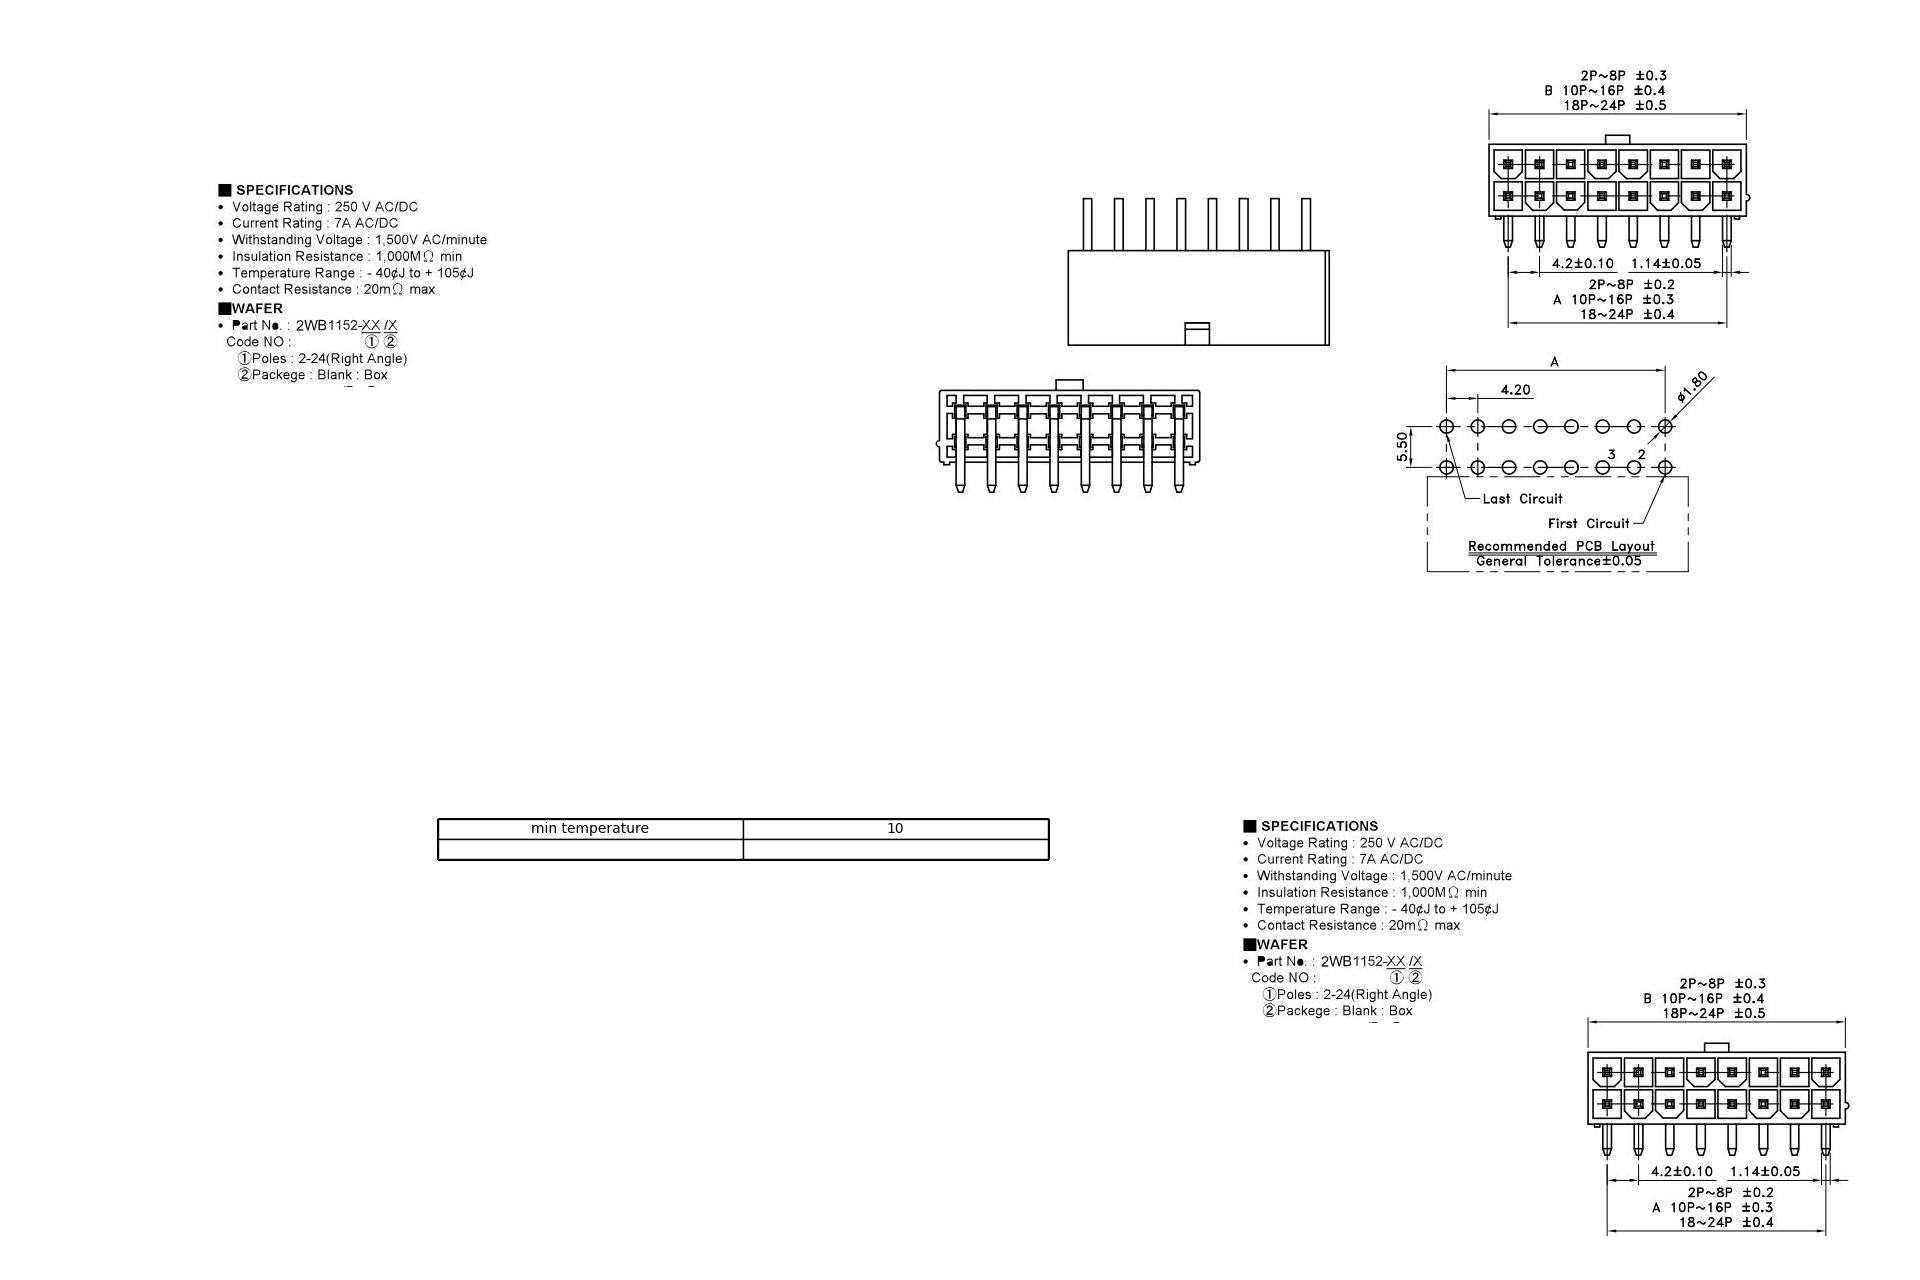 2P~8P ±0.3
B 10P~16P ±0.4
18P~24P ±0.5
■ SPECIFICATIONS
• Voltage Rating : 250 V AC/DC
• Current Rating : 7A AC/DC
• Withstanding Voltage : 1,500V AC/minute
• Insulation Resistance : 1,000MΩ min
• Temperature Range : - 40¢J to + 105¢J
• Contact Resistance : 20mΩ max
■WAFER
• Part No. : 2WB1152-XX /X
Code NO : ① ②
①Poles : 2-24(Right Angle)
②Packege : Blank : Box
4.2±0.10 1.14±0.05
2P~8P ±0.2
A 10P~16P ±0.3
18~24P ±0.4
A
4.20
ø1.80
5.50
3 2
Last Circuit
First Circuit
Recommended PCB Layout
General Tolerance±0.05
min temperature 10
■ SPECIFICATIONS
• Voltage Rating : 250 V AC/DC
• Current Rating : 7A AC/DC
• Withstanding Voltage : 1,500V AC/minute
• Insulation Resistance : 1,000MΩ min
• Temperature Range : - 40¢J to + 105¢J
• Contact Resistance : 20mΩ max
■WAFER
• Part No. : 2WB1152-XX /X
Code NO : ① ②
①Poles : 2-24(Right Angle)
②Packege : Blank : Box
2P~8P ±0.3
B 10P~16P ±0.4
18P~24P ±0.5
4.2±0.10 1.14±0.05
2P~8P ±0.2
A 10P~16P ±0.3
18~24P ±0.4